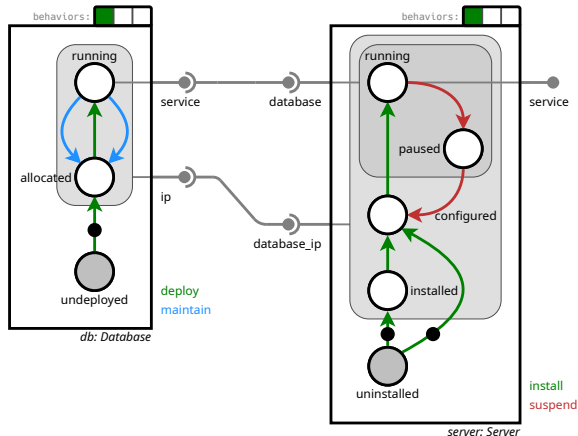 behaviors:
behaviors:
running
running
service
database
service
paused
allocated
ip
configured
database_ip
undeployed
deploy
installed
maintain
db: Database
uninstalled
install
suspend
server: Server